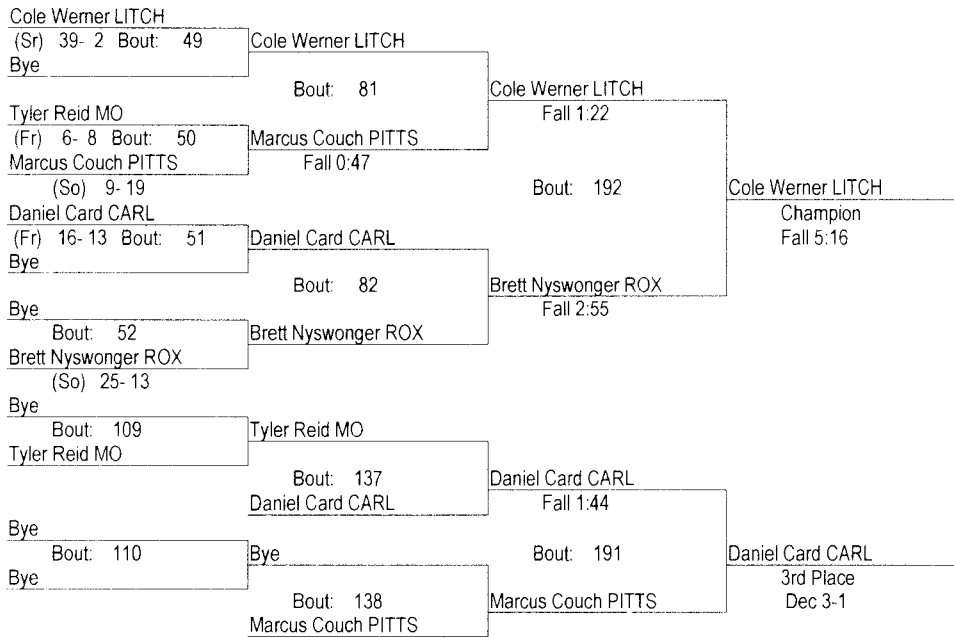 Cole Werner LITCH
(Sr) 39- 2 Bout: 49
Bye
Cole Werner LITCH
Bout: 81
Tyler Reid MO
(Fr) 6- 8 Bout: 50
Marcus Couch PITTS
(So) 9- 19
Marcus Couch PITTS
Fall 0:47
Cole Werner LITCH
Fall 1:22
Bout: 192
Daniel Card CARL
(Fr) 16- 13 Bout: 51
Bye
Daniel Card CARL
Bout: 82
Bye
Bout: 52
Brett Nyswonger ROX
(So) 25- 13
Brett Nyswonger ROX
Brett Nyswonger ROX
Fall 2:55
Cole Werner LITCH
Champion
Fall 5:16
Bye
Bout: 109
Tyler Reid MO
Tyler Reid MO
Bout: 137
Daniel Card CARL
Daniel Card CARL
Fall 1:44
Bye
Bout: 110
Bye
Bye
Bout: 138
Marcus Couch PITTS
Bout: 191
Marcus Couch PITTS
Daniel Card CARL
3rd Place
Dec 3-1